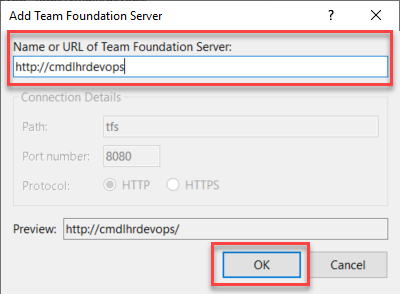 Add Team Foundation Server
Name or URL of Team Foundation Server:
http://cmdlhrdevops
Connection Details
Path: tfs
Port number: 8080
Protocol: HTTP HTTPS
Preview: http://cmdlhrdevops/
OK Cancel